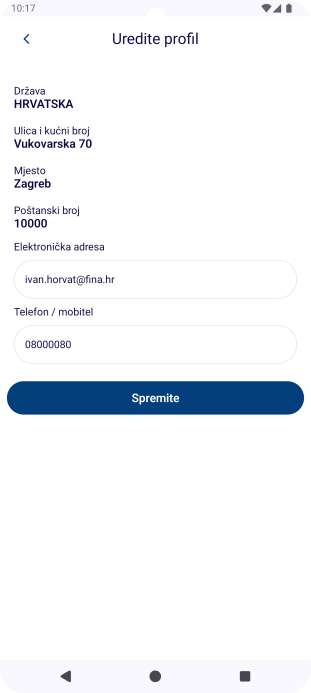 10:17
Uredite profil
Država
HRVATSKA
Ulica i kućni broj
Vukovarska 70
Mjesto
Zagreb
Poštanski broj
10000
Elektronička adresa
ivan.horvat@fina.hr
Telefon / mobitel
08000080
Spremite